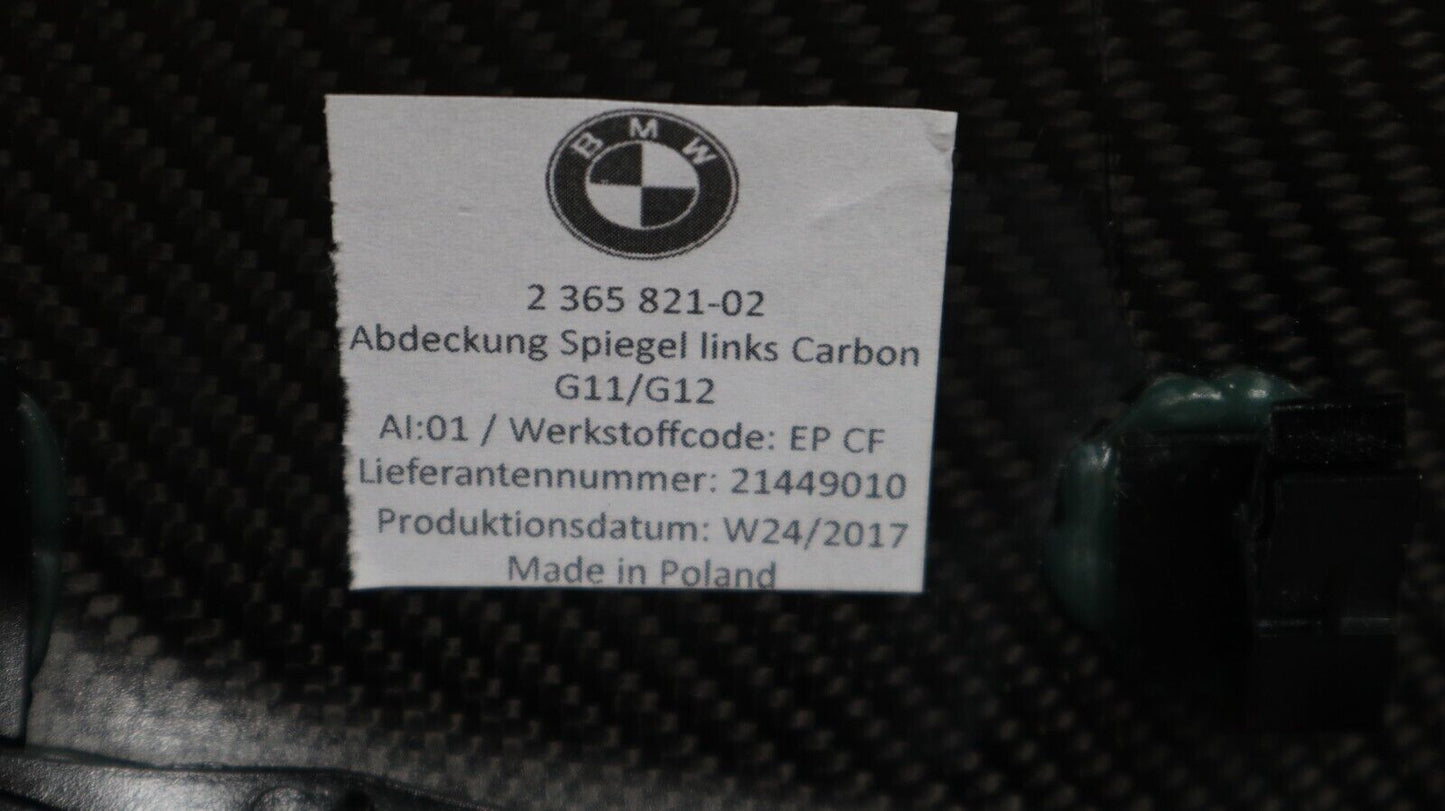 BMW
2 365 821-02
Abdeckung Spiegel links Carbon
G11/G12
AI:01 / Werkstoffcode: EP CF
Lieferantennummer: 21449010
Produktionsdatum: W24/2017
Made in Poland